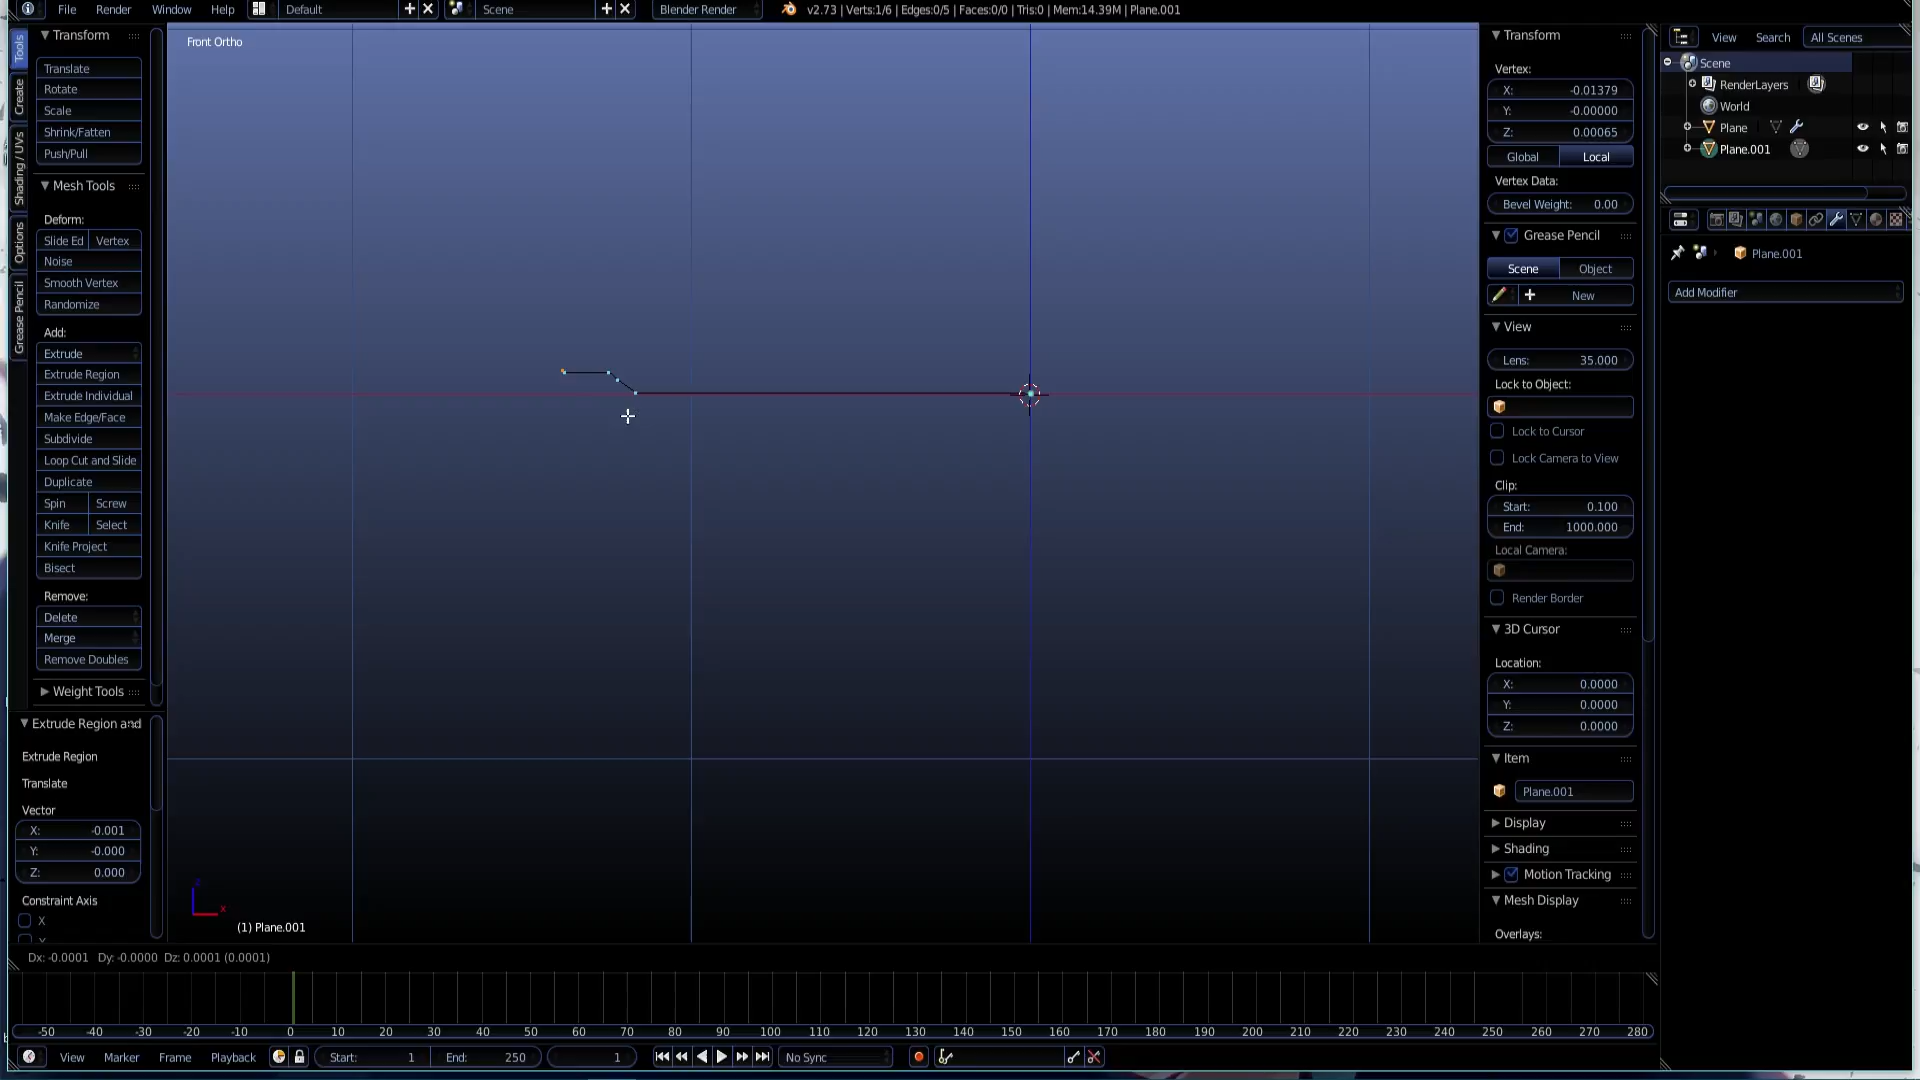 File Render Window Help Default Scene Blender Render v2.73 | Verts:1/6 | Edges:0/5 | Faces:0/0 | Tris:0 | Mem:14.39M | Plane.001
Tools
Create
Shading / UVs
Options
Grease Pencil
Transform
Translate
Rotate
Scale
Shrink/Fatten
Push/Pull
Mesh Tools
Deform:
Slide Ed Vertex
Noise
Smooth Vertex
Randomize
Add:
Extrude
Extrude Region
Extrude Individual
Make Edge/Face
Subdivide
Loop Cut and Slide
Duplicate
Spin Screw
Knife Select
Knife Project
Bisect
Remove:
Delete
Merge
Remove Doubles
Weight Tools
Extrude Region and
Extrude Region
Translate
Vector
X: -0.001
Y: -0.000
Z: 0.000
Constraint Axis
X
Front Ortho
z
x
(1) Plane.001
Transform
Vertex:
X: -0.01379
Y: -0.00000
Z: 0.00065
Global Local
Vertex Data:
Bevel Weight: 0.00
Grease Pencil
Scene Object
New
View
Lens: 35.000
Lock to Object:
Lock to Cursor
Lock Camera to View
Clip:
Start: 0.100
End: 1000.000
Local Camera:
Render Border
3D Cursor
Location:
X: 0.0000
Y: 0.0000
Z: 0.0000
Item
Plane.001
Display
Shading
Motion Tracking
Mesh Display
Overlays:
View Search All Scenes
Scene
RenderLayers
World
Plane
Plane.001
Plane.001
Add Modifier
Dx: -0.0001 Dy: -0.0000 Dz: 0.0001 (0.0001)
-50 -40 -30 -20 -10 0 10 20 30 40 50 60 70 80 90 100 110 120 130 140 150 160 170 180 190 200 210 220 230 240 250 260 270 280
View Marker Frame Playback Start: 1 End: 250 1 No Sync